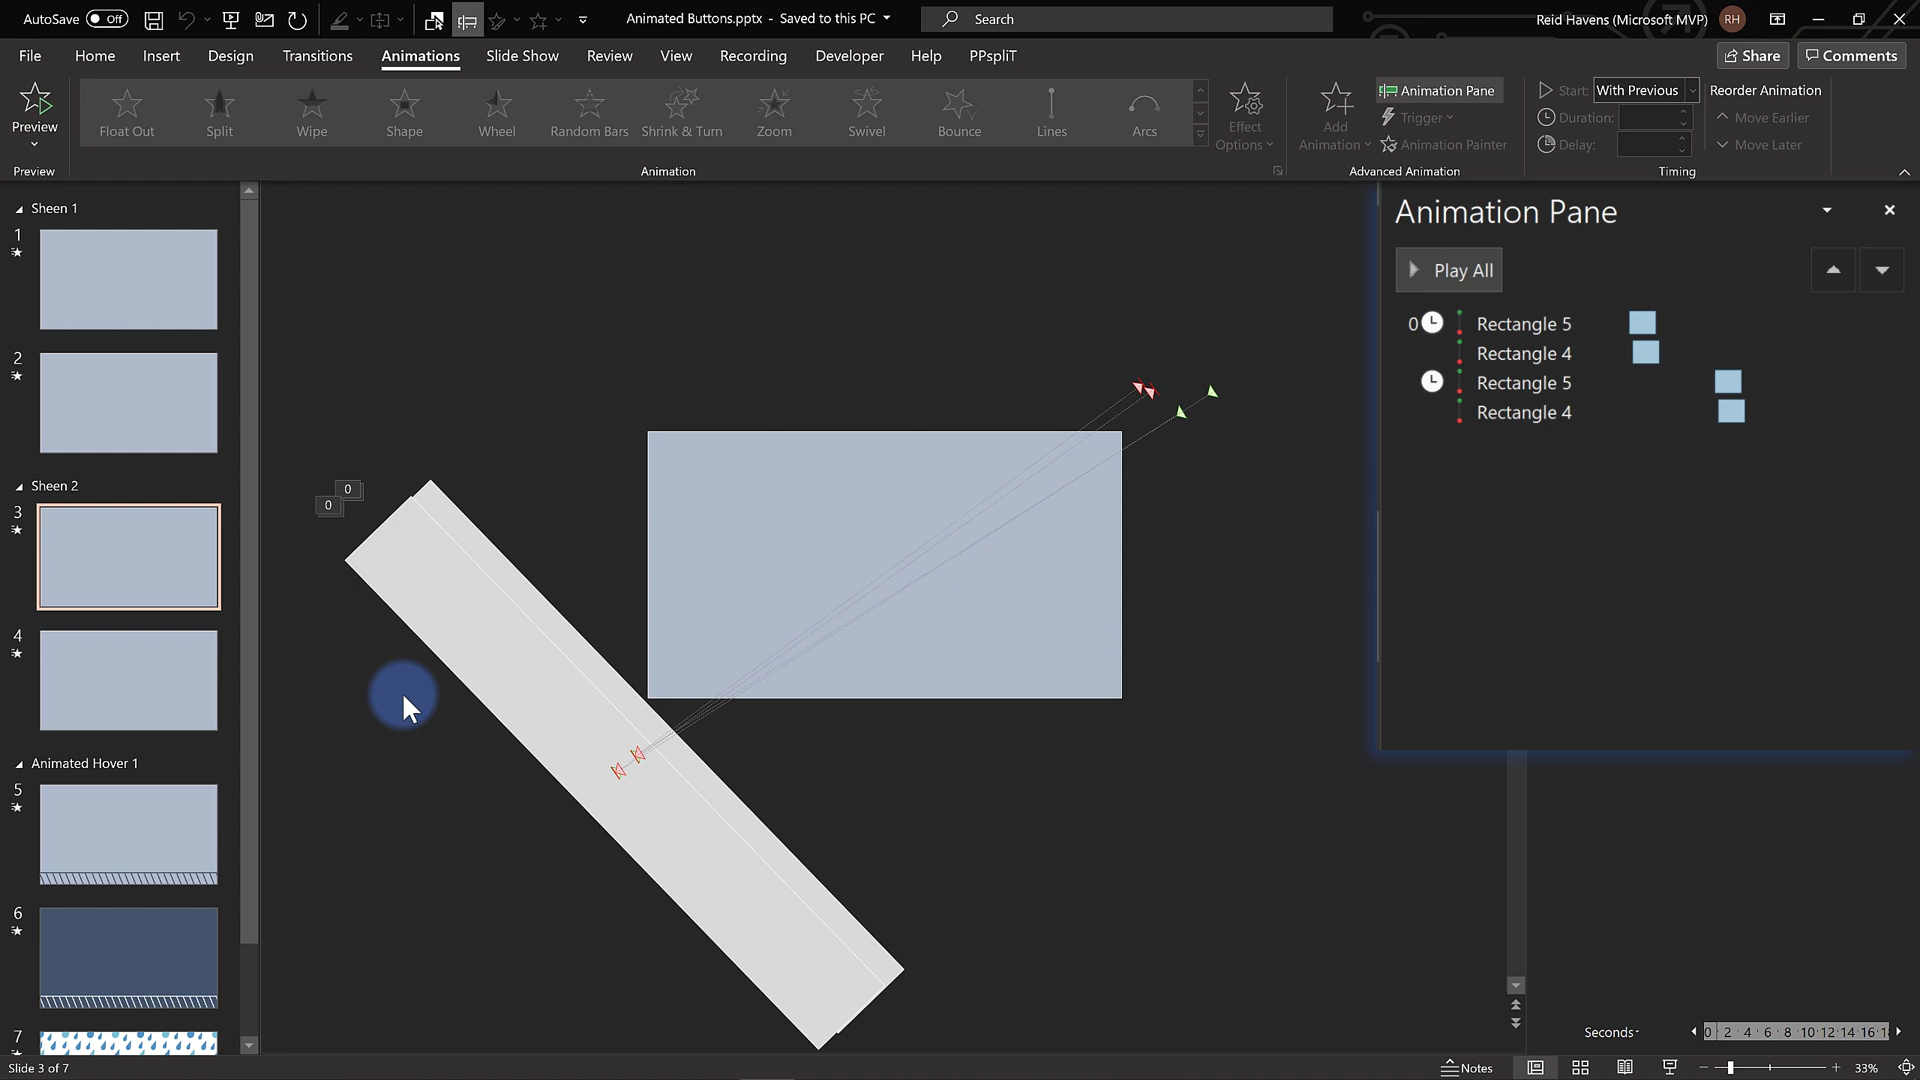 AutoSave Off Animated Buttons.pptx - Saved to this PC Search Reid Havens (Microsoft MVP) RH
File Home Insert Design Transitions Animations Slide Show Review View Recording Developer Help PPspliT Share Comments
Preview
Float Out Split Wipe Shape Wheel Random Bars Shrink & Turn Zoom Swivel Bounce Lines Arcs
Effect Options
Add Animation
Animation Pane
Trigger
Animation Painter
Start: With Previous
Duration:
Delay:
Reorder Animation
Move Earlier
Move Later
Preview Animation Advanced Animation Timing
Sheen 1
1
2
Sheen 2
3
4
Animated Hover 1
5
6
7
0
0
Animation Pane
Play All
0 Rectangle 5
Rectangle 4
Rectangle 5
Rectangle 4
Seconds 0 2 4 6 8 10 12 14 16 18
Slide 3 of 7 Notes 33%